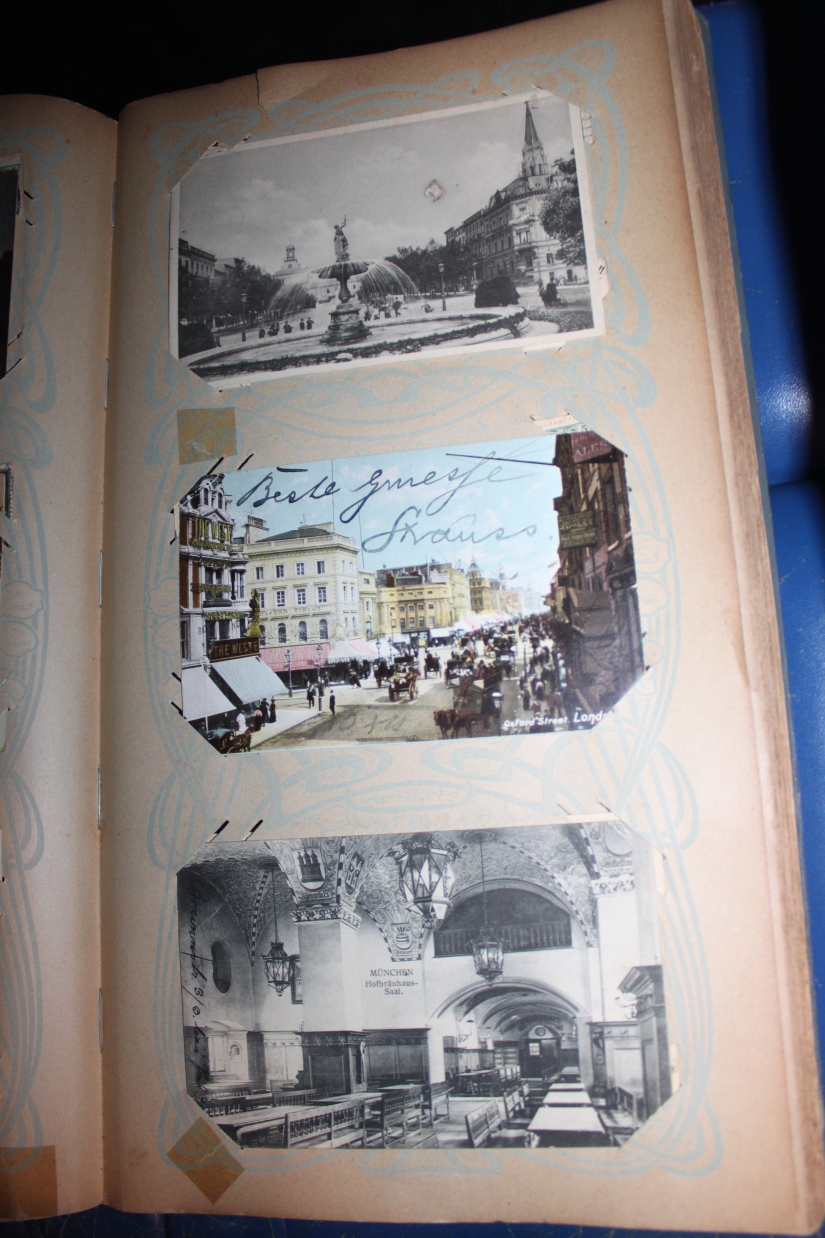 Beste Gruesse
Strauss.
THE WEST
Oxford Street. Lond
MÜNCHEN
Hofbräuhaus-
Saal.